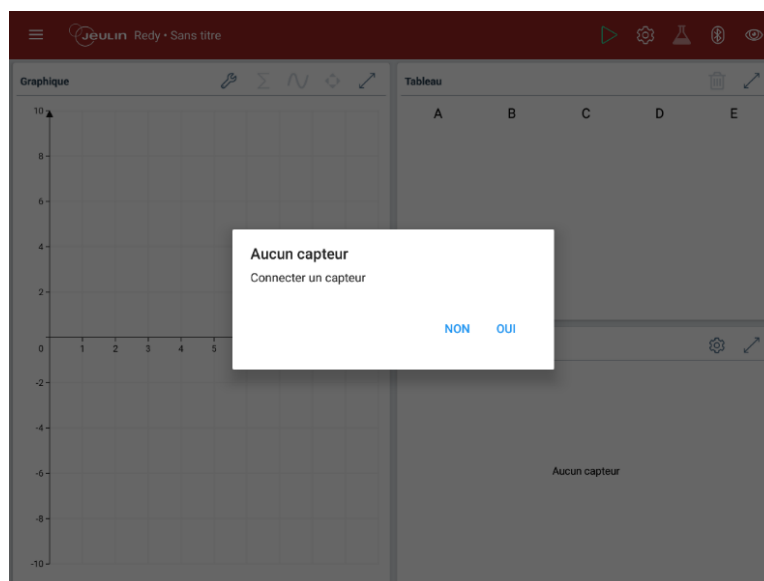 Jeulin Redy • Sans titre
Graphique
Tableau
A B C D E
10
8
6
4
2
0 1 2 3 4 5
-2
-4
-6
-8
-10
Aucun capteur
Connecter un capteur
NON OUI
Aucun capteur